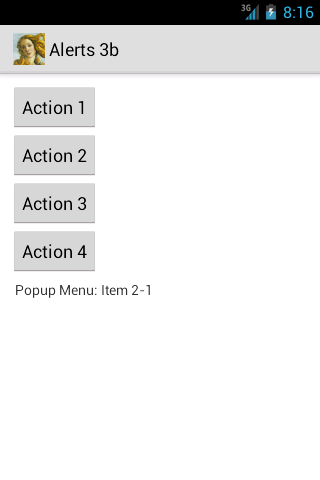 3G 8:16
Alerts 3b
Action 1
Action 2
Action 3
Action 4
Popup Menu: Item 2-1